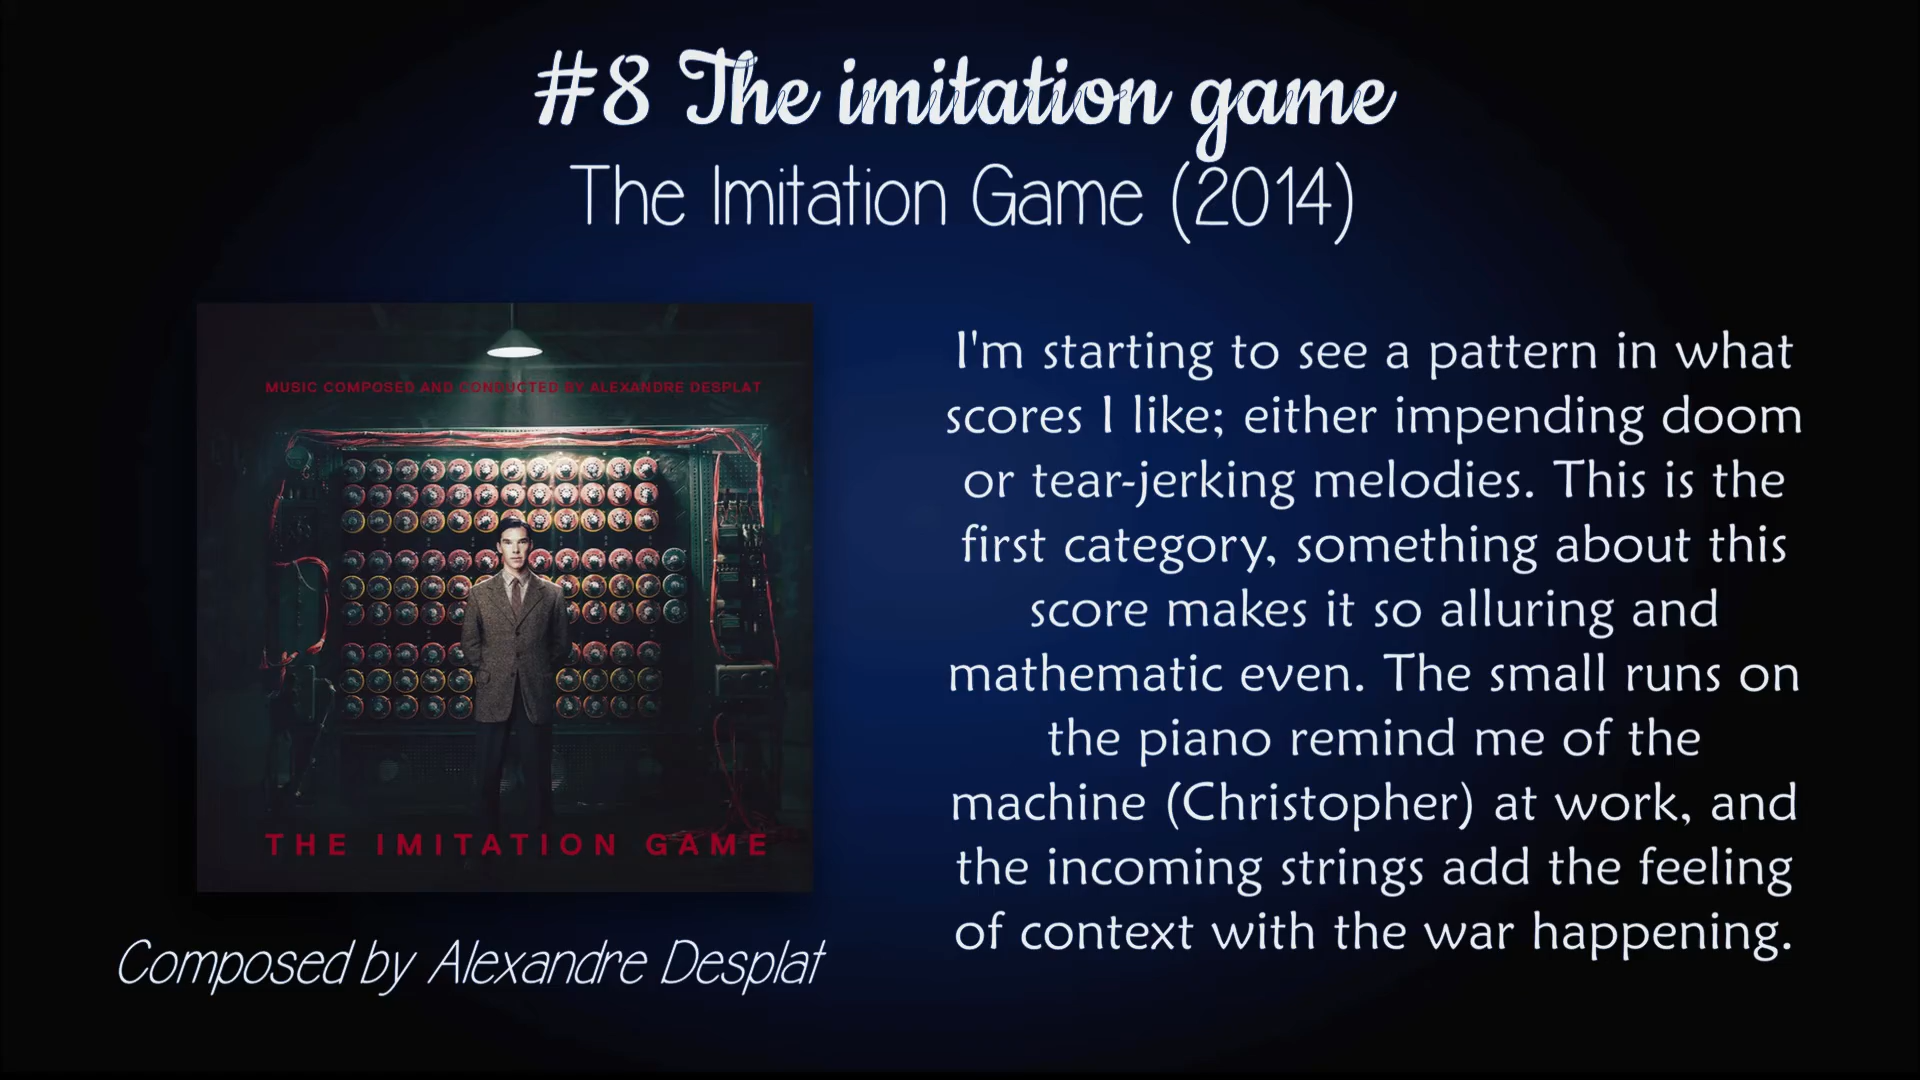 #8 The imitation game
The Imitation Game (2014)
MUSIC COMPOSED AND CONDUCTED BY ALEXANDRE DESPLAT
THE IMITATION GAME
Composed by Alexandre Desplat
I'm starting to see a pattern in what
scores I like; either impending doom
or tear-jerking melodies. This is the
first category, something about this
score makes it so alluring and
mathematic even. The small runs on
the piano remind me of the
machine (Christopher) at work, and
the incoming strings add the feeling
of context with the war happening.